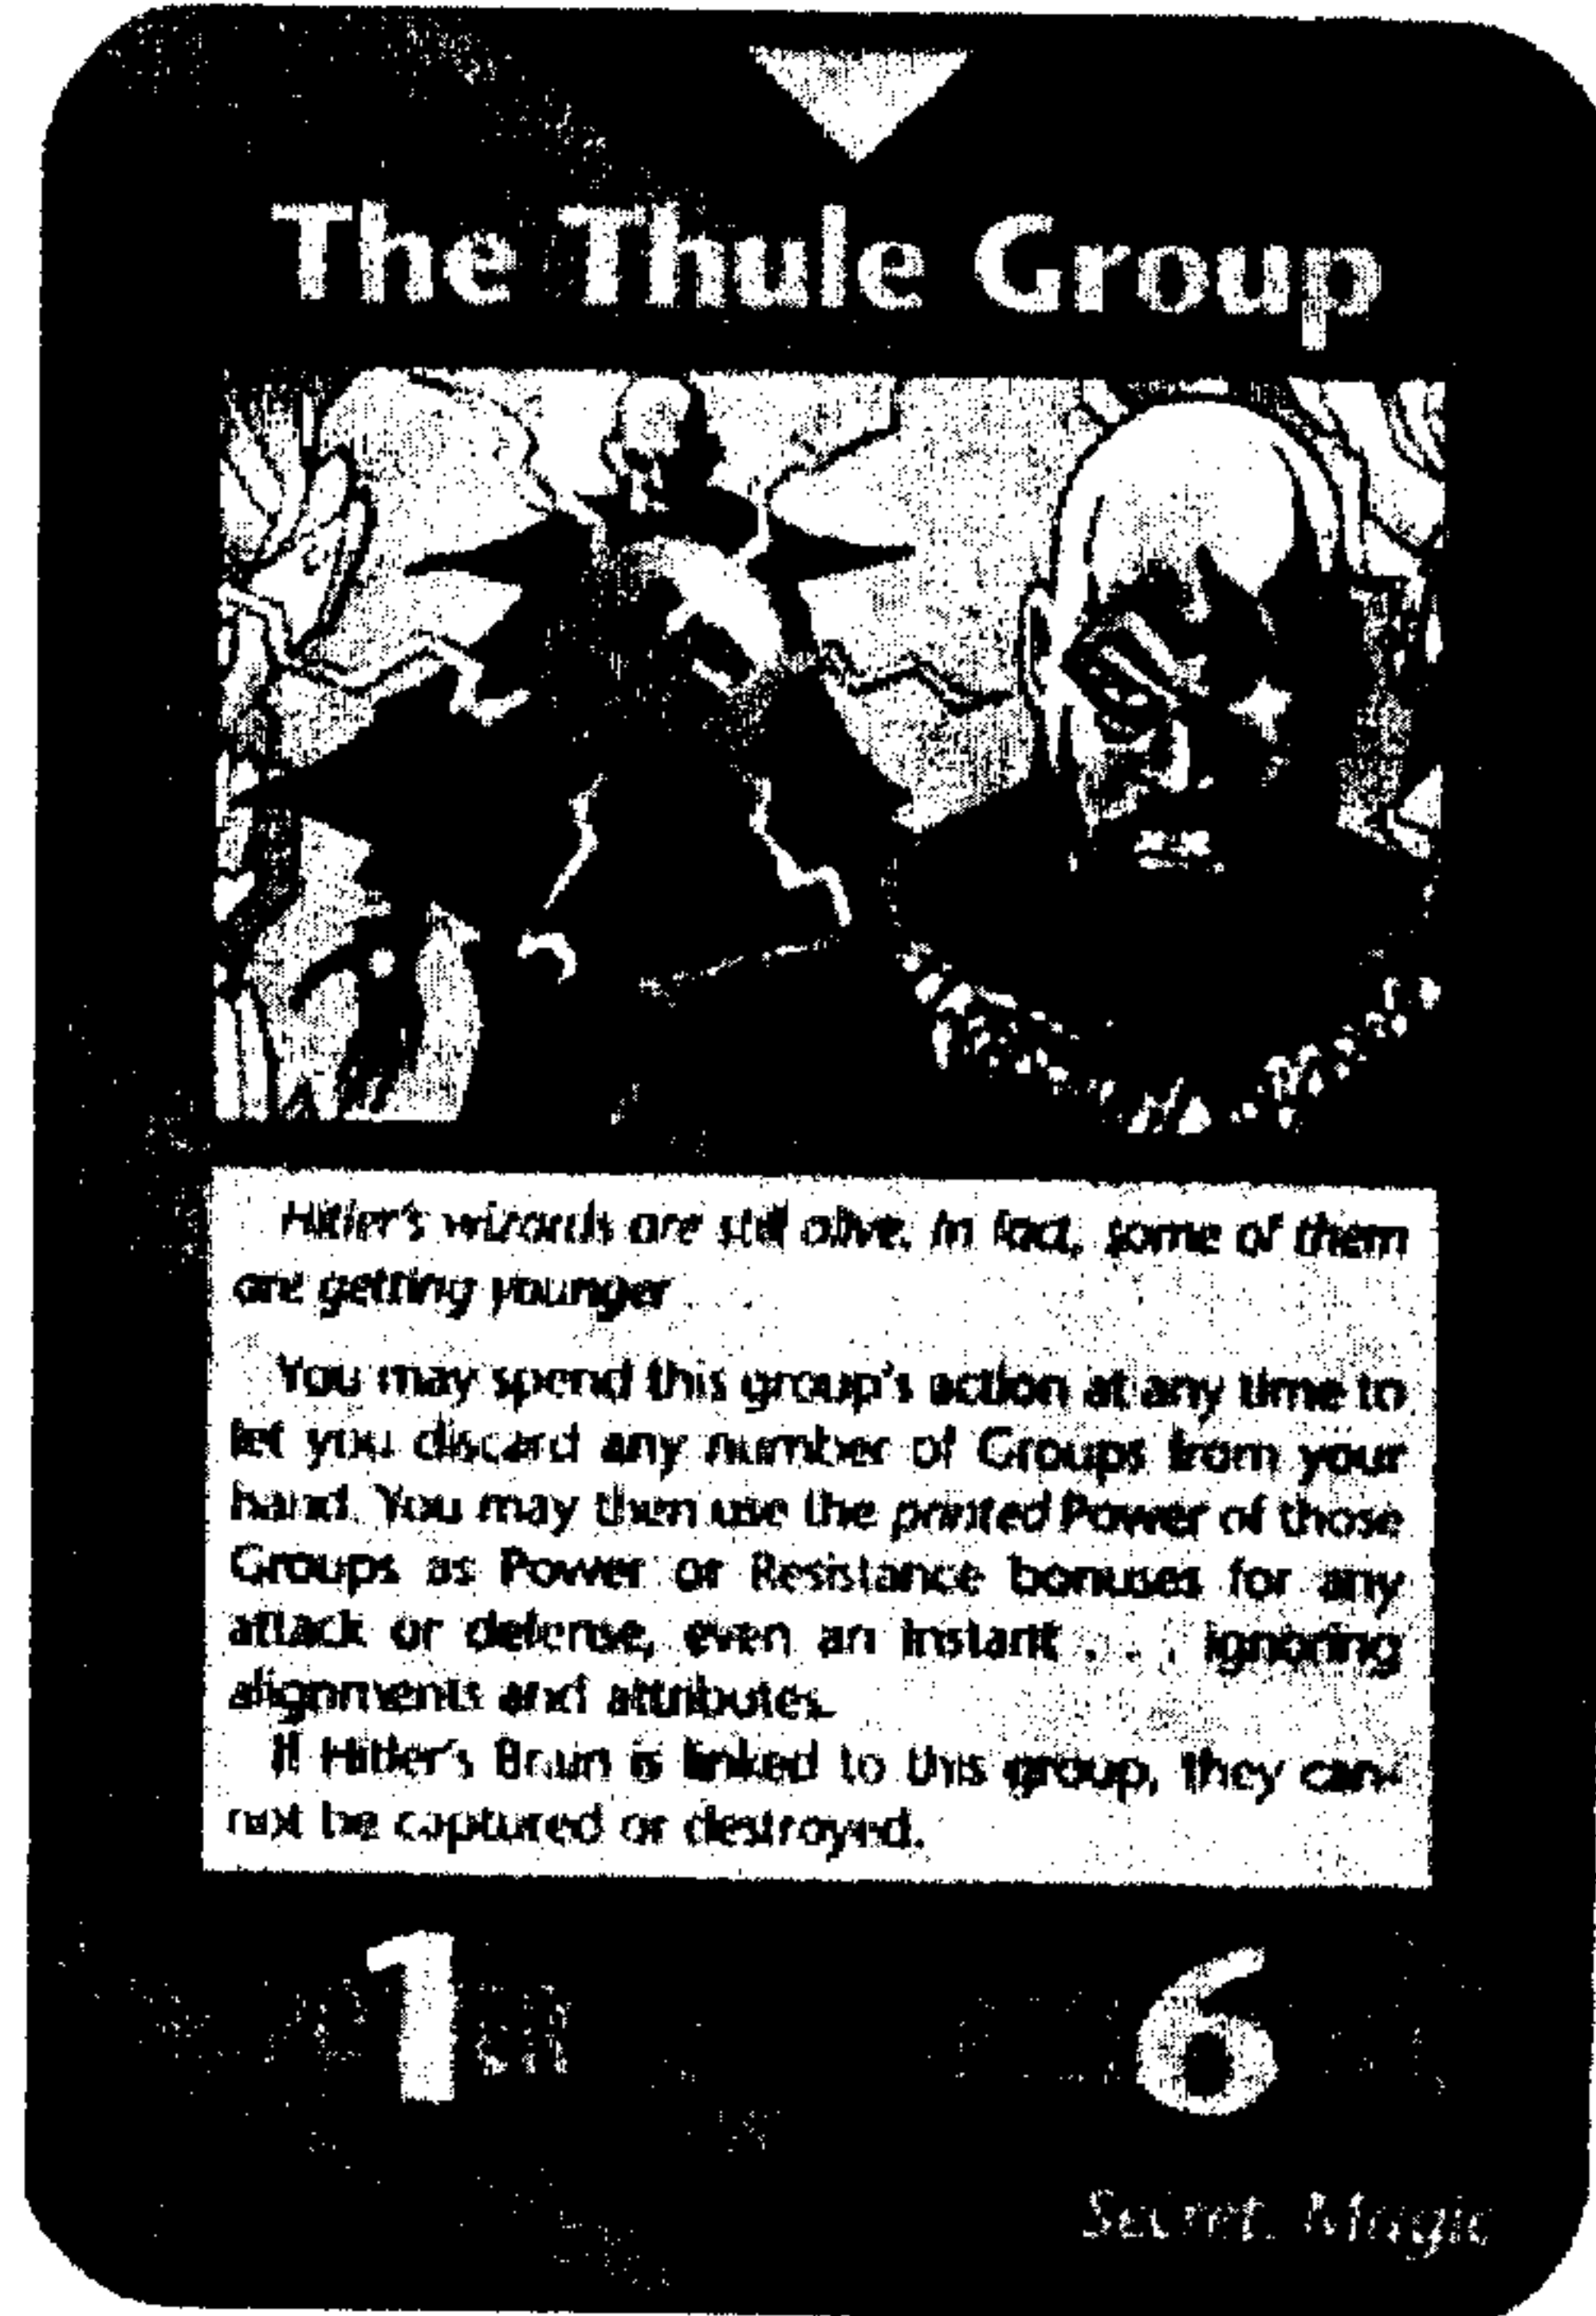 The Thule Group
Hitler's wizards are still alive. In fact, some of them
are getting younger
You may spend this group's action at any time to
let you discard any number of Groups from your
hand. You may then use the printed Power of those
Groups as Power or Resistance bonuses for any
attack or defense, even an Instant . . . ignoring
alignments and attributes.
If Hitler's Brain is linked to this group, they can-
not be captured or destroyed.
1 6
Secret, Magic